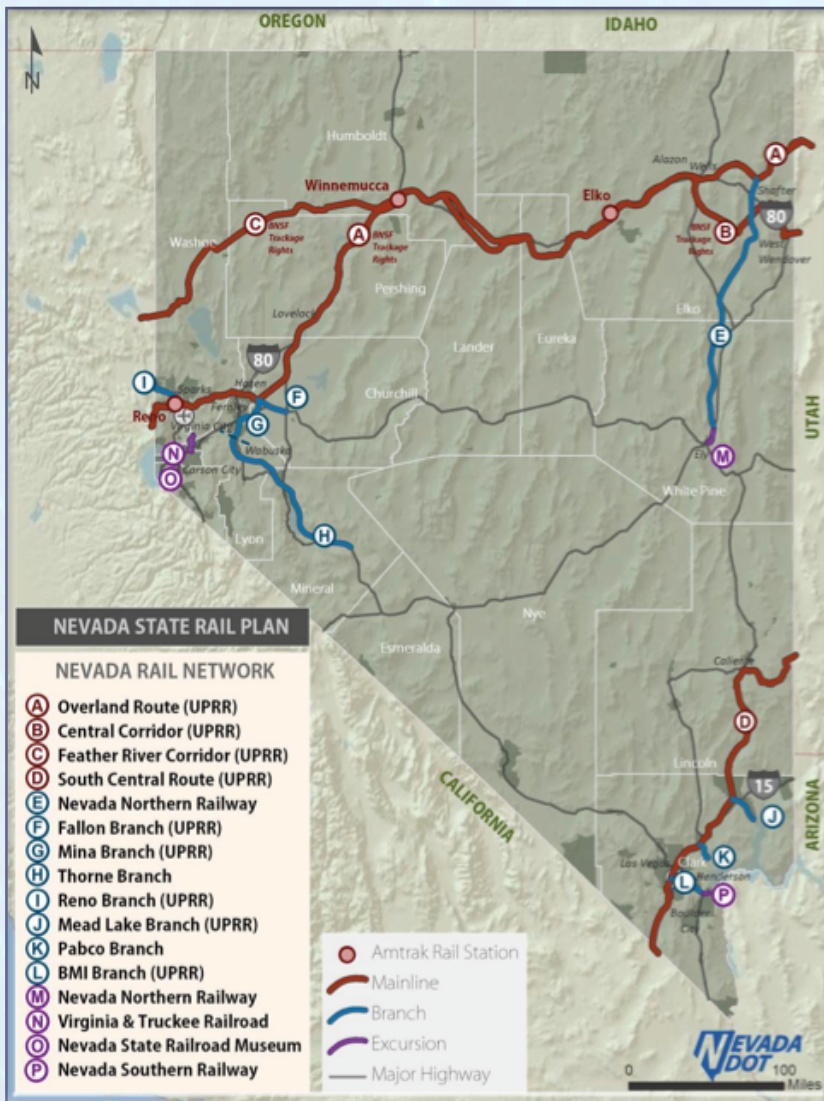 OREGON
IDAHO
N
Humboldt
A
Alazon
Wells
Winnemucca
Elko
Shafter
C
BNSF
Trackage
Rights
A
BNSF
Trackage
Rights
B
BNSF
Trackage
Rights
80
West
Wendover
Washoe
Pershing
Elko
Lovelock
Lander
Eureka
E
80
I
Sparks
Hazen
Churchill
F
Reno
Fernley
G
Virginia City
UTAH
N
Wabuska
Carson City
Ely
M
O
White Pine
Lyon
H
Mineral
Nye
Esmeralda
Caliente
D
Lincoln
CALIFORNIA
15
J
ARIZONA
Las Vegas
Clark
K
L
Henderson
P
Boulder
City
NEVADA STATE RAIL PLAN
NEVADA RAIL NETWORK
A Overland Route (UPRR)
B Central Corridor (UPRR)
C Feather River Corridor (UPRR)
D South Central Route (UPRR)
E Nevada Northern Railway
F Fallon Branch (UPRR)
G Mina Branch (UPRR)
H Thorne Branch
I Reno Branch (UPRR)
J Mead Lake Branch (UPRR)
K Pabco Branch
L BMI Branch (UPRR)
M Nevada Northern Railway
N Virginia & Truckee Railroad
O Nevada State Railroad Museum
P Nevada Southern Railway
Amtrak Rail Station
Mainline
Branch
Excursion
Major Highway
NEVADA
DOT
0 100
Miles